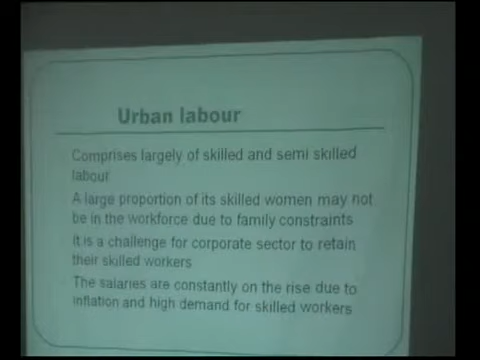 Urban labour
Comprises largely of skilled and semi skilled
labour
A large proportion of its skilled women may not
be in the workforce due to family constraints
It is a challenge for corporate sector to retain
their skilled workers
The salaries are constantly on the rise due to
inflation and high demand for skilled workers